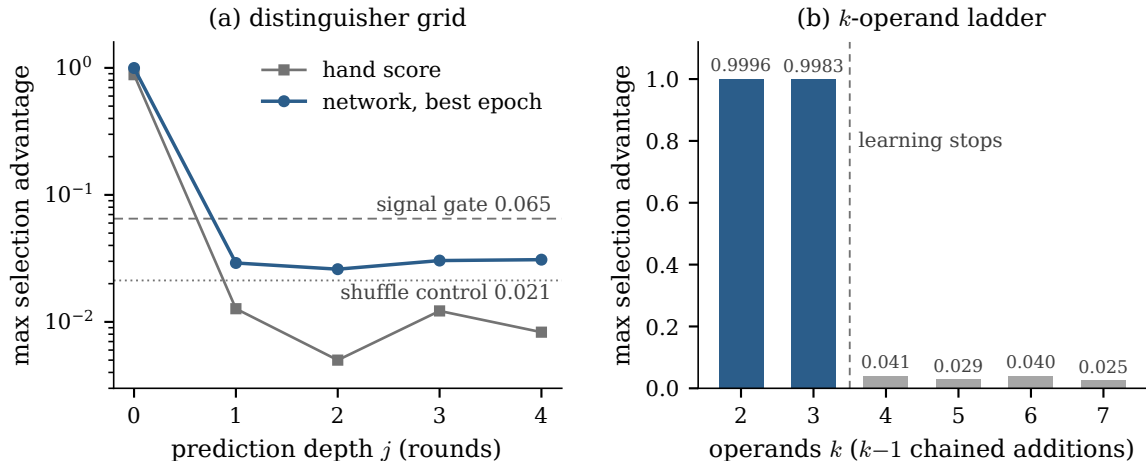 (a) distinguisher grid
max selection advantage
10⁰
10⁻¹
10⁻²
hand score
network, best epoch
signal gate 0.065
shuffle control 0.021
0 1 2 3 4
prediction depth j (rounds)
(b) k-operand ladder
max selection advantage
1.0
0.8
0.6
0.4
0.2
0.0
0.9996 0.9983
learning stops
0.041 0.029 0.040 0.025
2 3 4 5 6 7
operands k (k−1 chained additions)